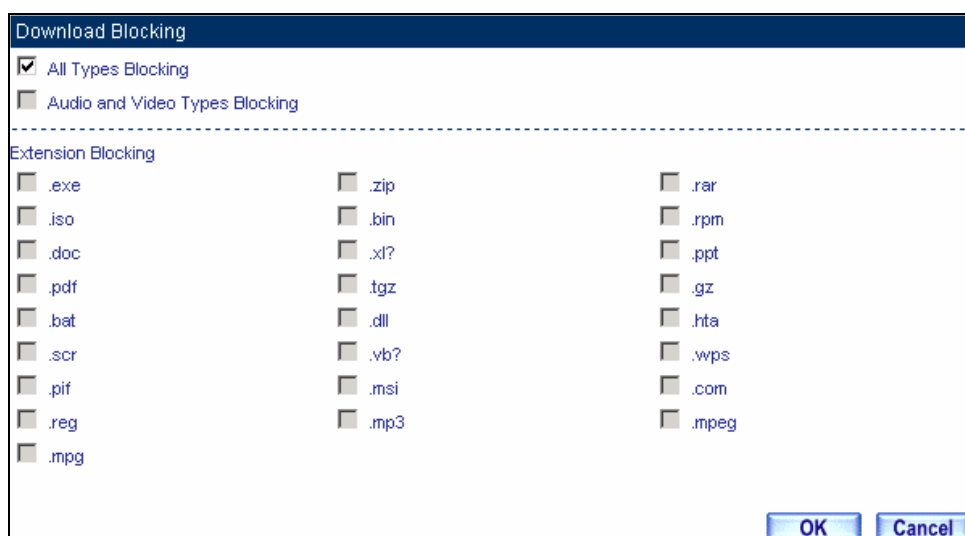 Download Blocking
All Types Blocking
Audio and Video Types Blocking
Extension Blocking
.exe .zip .rar
.iso .bin .rpm
.doc .xl? .ppt
.pdf .tgz .gz
.bat .dll .hta
.scr .vb? .wps
.pif .msi .com
.reg .mp3 .mpeg
.mpg
OK Cancel